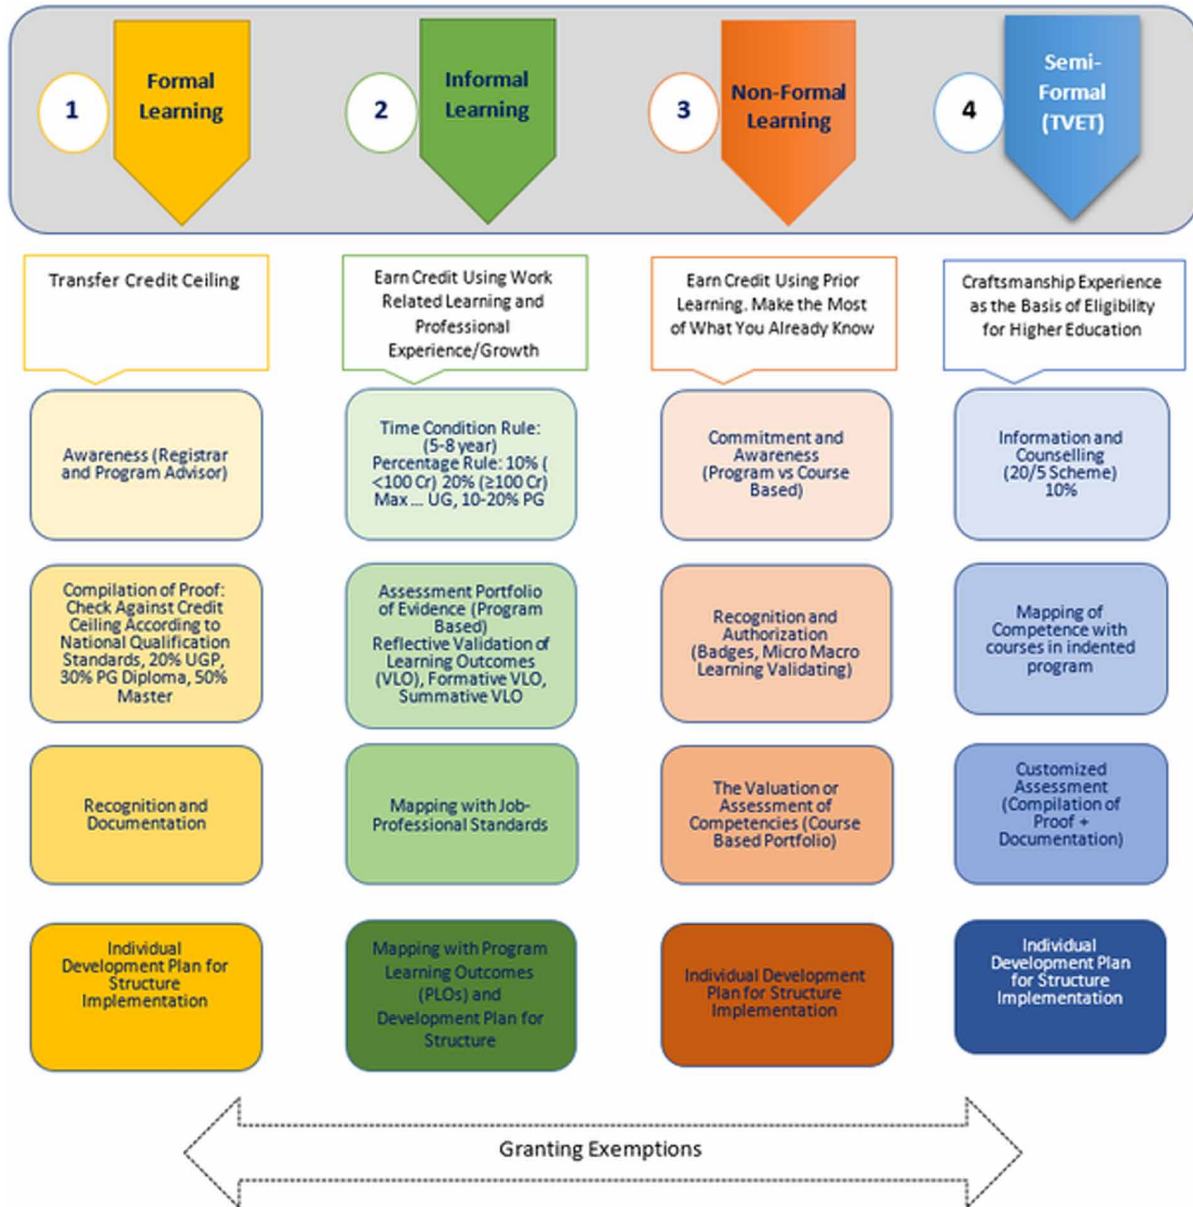 1
Formal
Learning
2
Informal
Learning
3
Non-Formal
Learning
4
Semi-
Formal
(TVET)
Transfer Credit Ceiling
Earn Credit Using Work
Related Learning and
Professional
Experience/Growth
Earn Credit Using Prior
Learning. Make the Most
of What You Already Know
Craftsmanship Experience
as the Basis of Eligibility
for Higher Education
Awareness (Registrar
and Program Advisor)
Time Condition Rule:
(5-8 year)
Percentage Rule: 10% (
<100 Cr) 20% (≥100 Cr)
Max ... UG, 10-20% PG
Commitment and
Awareness
(Program vs Course
Based)
Information and
Counselling
(20/5 Scheme)
10%
Compilation of Proof:
Check Against Credit
Ceiling According to
National Qualification
Standards, 20% UGP,
30% PG Diploma, 50%
Master
Assessment Portfolio
of Evidence (Program
Based)
Reflective Validation of
Learning Outcomes
(VLO), Formative VLO,
Summative VLO
Recognition and
Authorization
(Badges, Micro Macro
Learning Validating)
Mapping of
Competence with
courses in indented
program
Recognition and
Documentation
Mapping with Job-
Professional Standards
The Valuation or
Assessment of
Competencies (Course
Based Portfolio)
Customized
Assessment
(Compilation of
Proof +
Documentation)
Individual
Development Plan for
Structure
Implementation
Mapping with Program
Learning Outcomes
(PLOs) and
Development Plan for
Structure
Individual Development
Plan for Structure
Implementation
Individual
Development Plan
for Structure
Implementation
Granting Exemptions